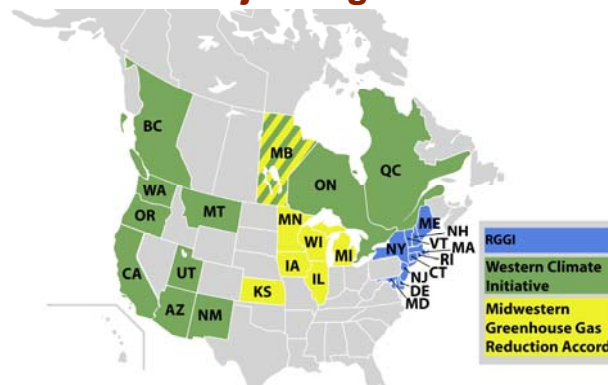 BC
MB
QC
ON
WA
OR
MT
MN
ME
NH
WI
NY
VT
MA
MI
RI
CA
UT
IA
IL
NJ
CT
KS
DE
MD
AZ
NM
RGGI
Western Climate
Initiative
Midwestern
Greenhouse Gas
Reduction Accord